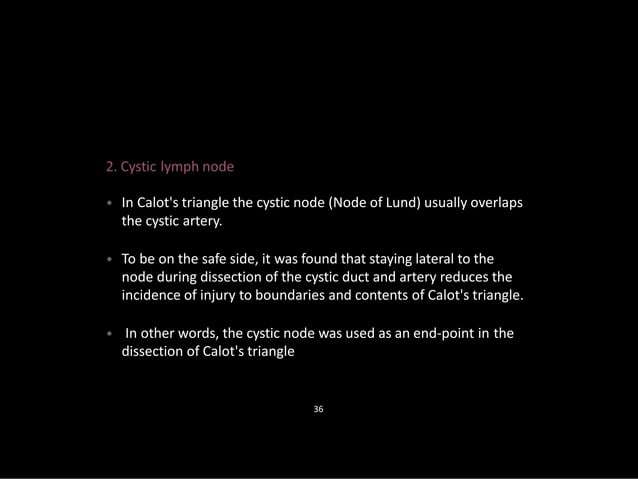 2. Cystic lymph node
• In Calot's triangle the cystic node (Node of Lund) usually overlaps
the cystic artery.
• To be on the safe side, it was found that staying lateral to the
node during dissection of the cystic duct and artery reduces the
incidence of injury to boundaries and contents of Calot's triangle.
• In other words, the cystic node was used as an end-point in the
dissection of Calot's triangle
36